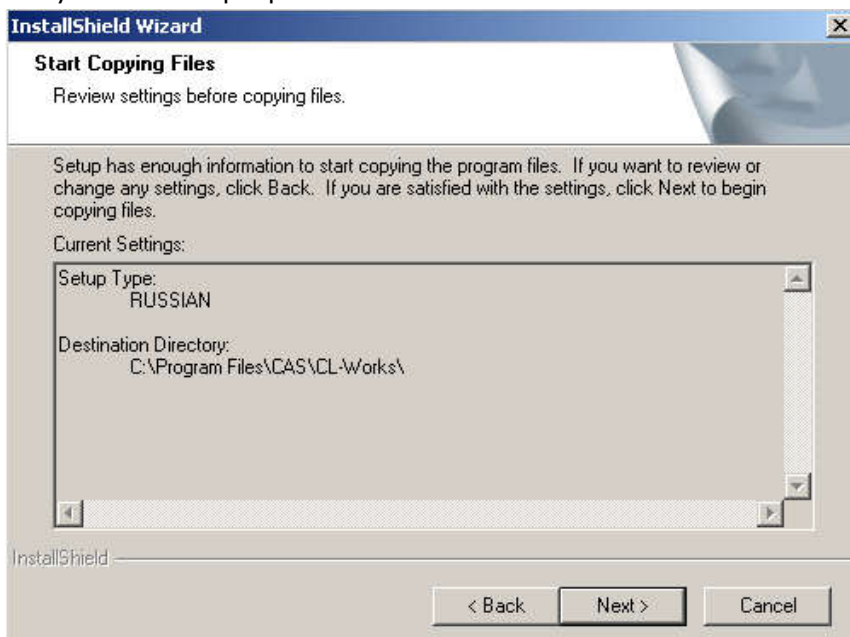 InstallShield Wizard
Start Copying Files
Review settings before copying files.
Setup has enough information to start copying the program files. If you want to review or
change any settings, click Back. If you are satisfied with the settings, click Next to begin
copying files.
Current Settings:
Setup Type:
RUSSIAN
Destination Directory:
C:\Program Files\CAS\CL-Works\
InstallShield
< Back Next > Cancel